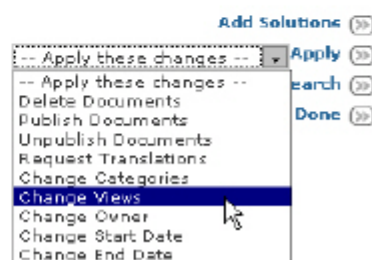 Add Solutions
-- Apply these changes -- Apply
-- Apply these changes -- earch
Delete Documents
Publish Documents Done
Unpublish Documents
Request Translations
Change Categories
Change Views
Change Owner
Change Start Date
Change End Date